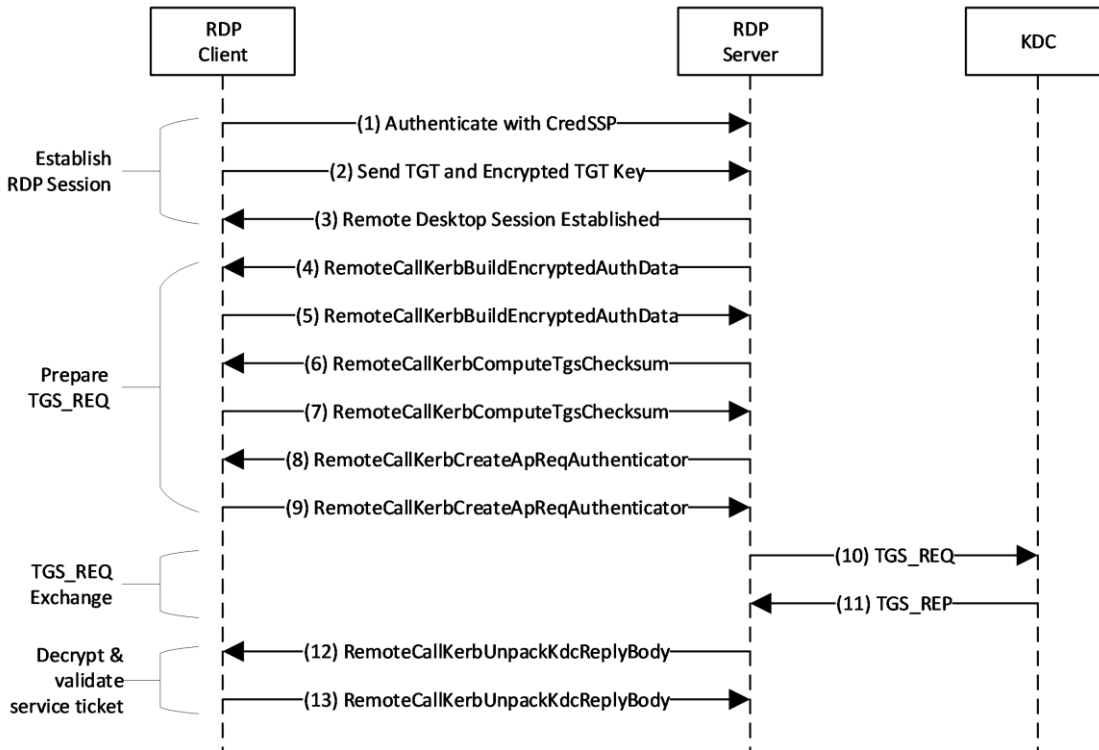 RDP
Client
RDP
Server
KDC
Establish
RDP Session
(1) Authenticate with CredSSP
(2) Send TGT and Encrypted TGT Key
(3) Remote Desktop Session Established
Prepare
TGS_REQ
(4) RemoteCallKerbBuildEncryptedAuthData
(5) RemoteCallKerbBuildEncryptedAuthData
(6) RemoteCallKerbComputeTgsChecksum
(7) RemoteCallKerbComputeTgsChecksum
(8) RemoteCallKerbCreateApReqAuthenticator
(9) RemoteCallKerbCreateApReqAuthenticator
TGS_REQ
Exchange
(10) TGS_REQ
(11) TGS_REP
Decrypt &
validate
service ticket
(12) RemoteCallKerbUnpackKdcReplyBody
(13) RemoteCallKerbUnpackKdcReplyBody